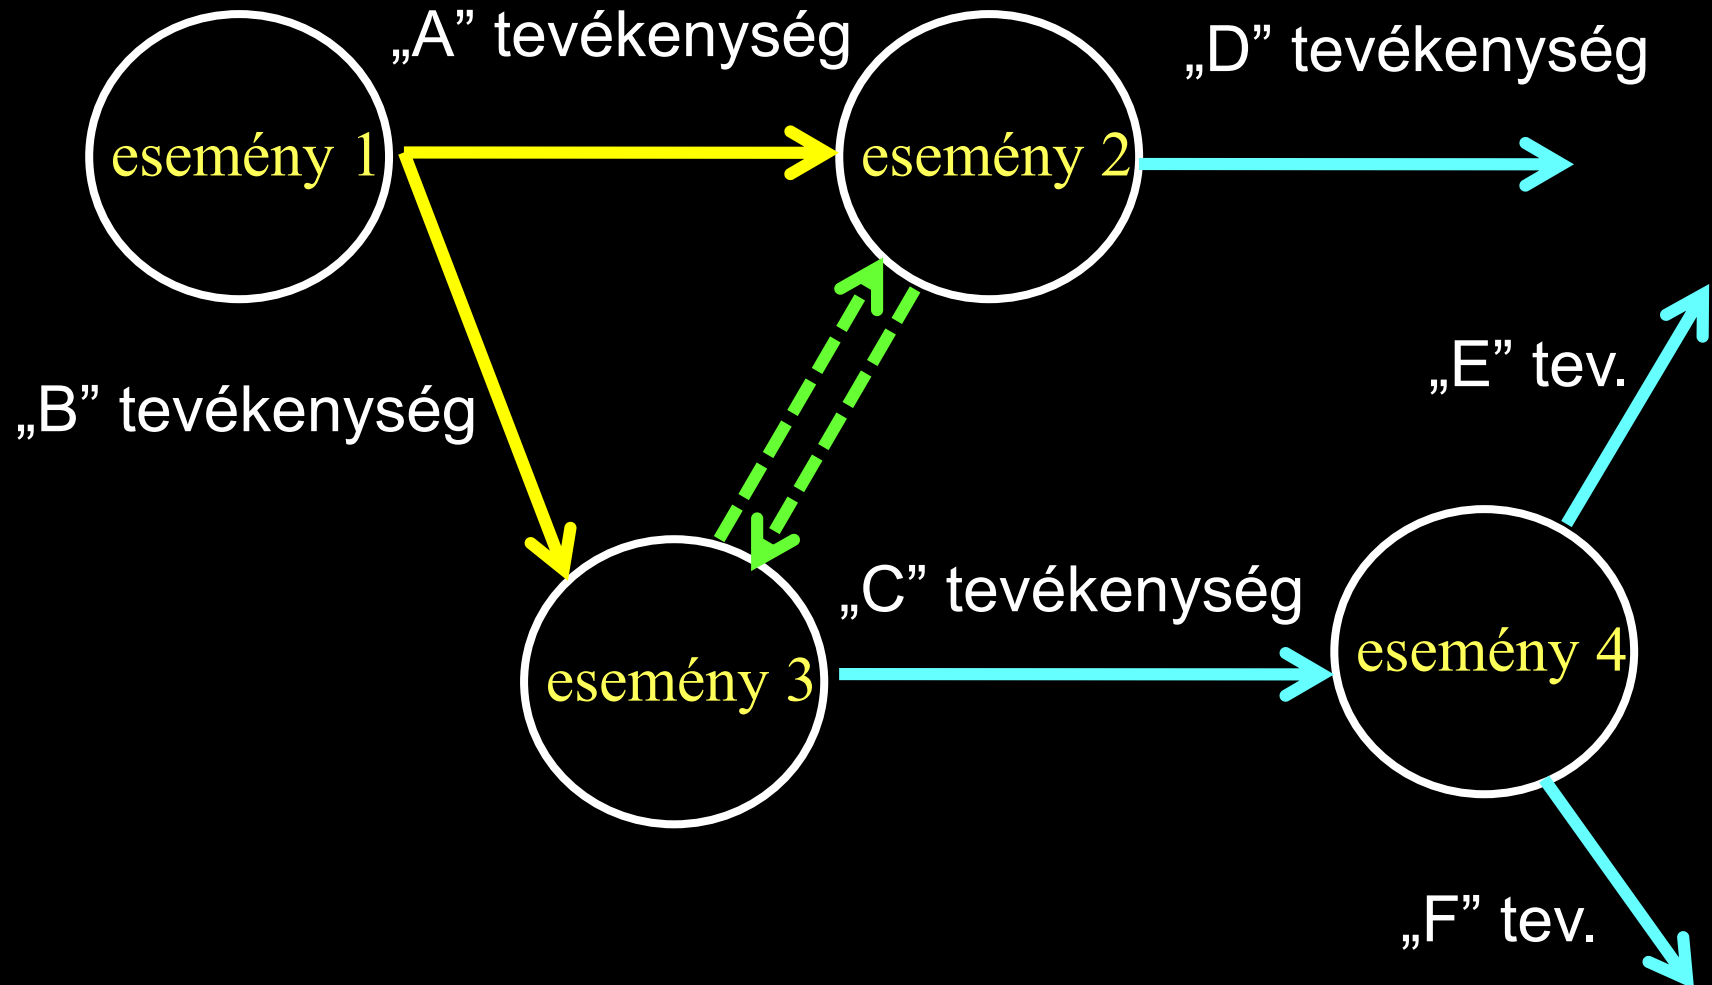 „A” tevékenység
„D” tevékenység
esemény 1
esemény 2
„E” tev.
„B” tevékenység
„C” tevékenység
esemény 3
esemény 4
„F” tev.